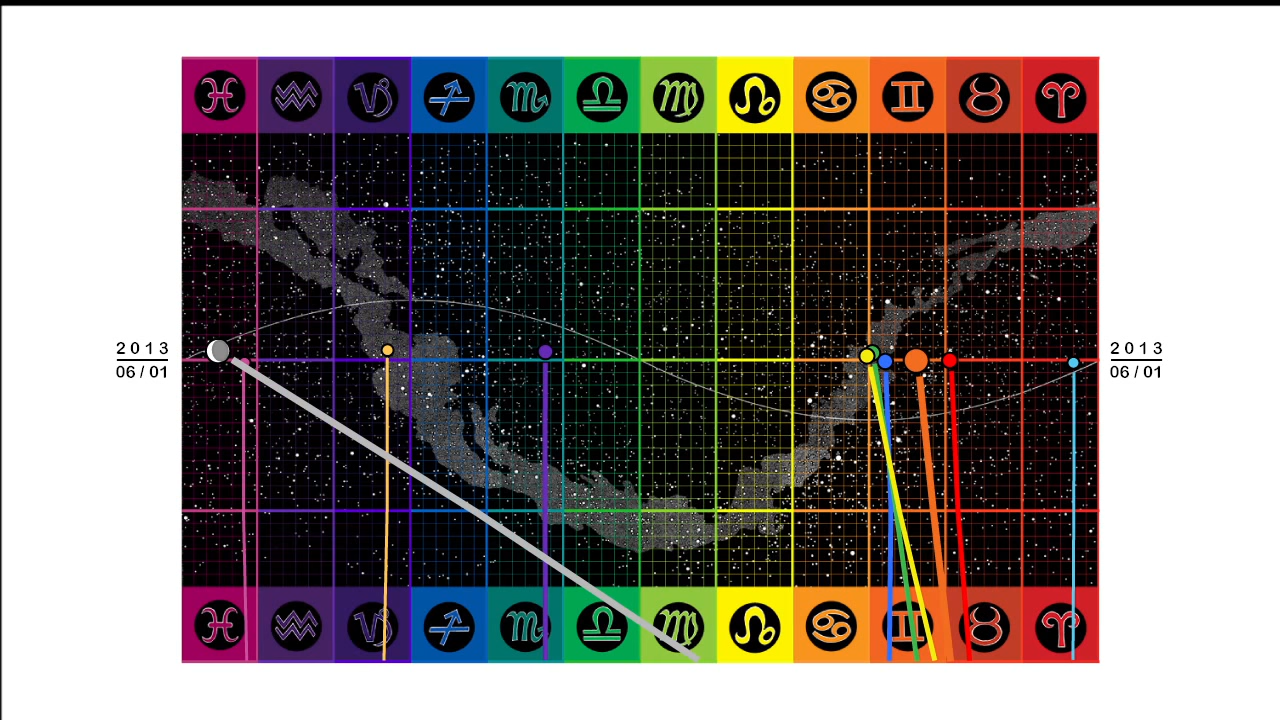 ♓ ♒ ♑ ♐ ♏ ♎ ♍ ♌ ♋ ♊ ♉ ♈
2013
06/01
2013
06/01
♓ ♒ ♑ ♐ ♏ ♎ ♍ ♌ ♋ ♊ ♉ ♈